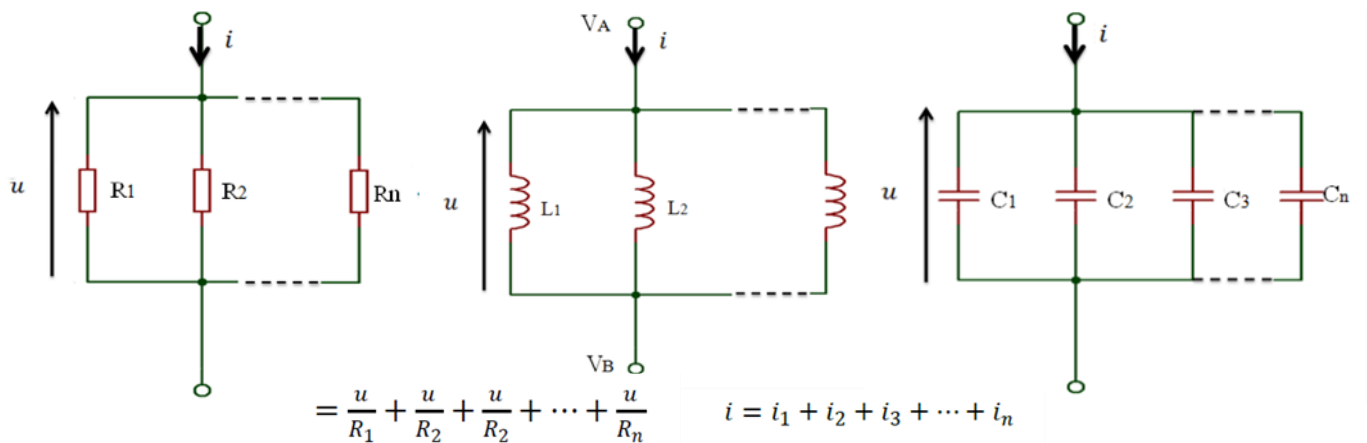 i
u
R1
R2
Rn
VA
i
u
L1
L2
VB
i
u
C1
C2
C3
Cn
= u/R₁ + u/R₂ + u/R₂ + ⋯ + u/Rₙ
i = i₁ + i₂ + i₃ + ⋯ + iₙ